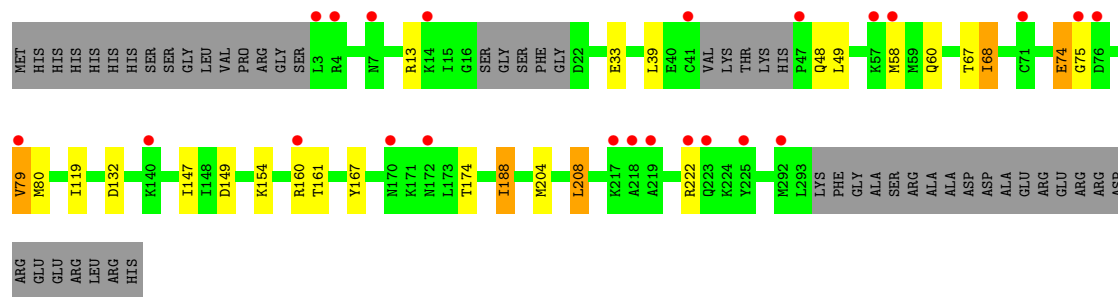 MET HIS HIS HIS HIS HIS HIS SER SER GLY LEU VAL PRO ARG GLY SER L3 R4 N7 R13 K14 I15 G16 SER GLY SER PHE GLY D22 E33 L39 E40 C41 VAL LYS THR LYS HIS P47 Q48 L49 K57 M58 M59 Q60 T67 I68 C71 E74 G75 D76
V79 M80 I119 D132 K140 I147 I148 D149 K154 R160 T161 Y167 N170 K171 N172 L173 T174 I188 M204 L208 K217 A218 A219 R222 Q223 K224 Y225 M292 L293 LYS PHE GLY ALA SER ARG ALA ALA ASP ASP ALA GLU ARG GLU ARG ARG ASP
ARG GLU GLU ARG LEU ARG HIS